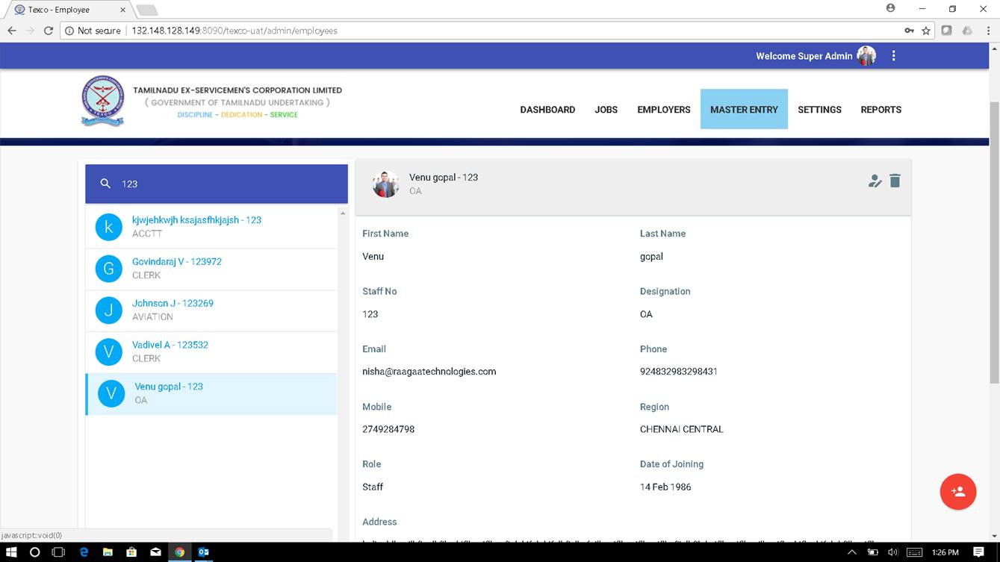 Texco - Employee
Not secure | 132.148.128.149:8090/texco-uat/admin/employees
Welcome Super Admin
TAMILNADU EX-SERVICEMEN'S CORPORATION LIMITED
( GOVERNMENT OF TAMILNADU UNDERTAKING )
DISCIPLINE - DEDICATION - SERVICE
DASHBOARD JOBS EMPLOYERS MASTER ENTRY SETTINGS REPORTS
123
k
kjwjehkwjh ksajasfhkjajsh - 123
ACCTT
G
Govindaraj V - 123972
CLERK
J
Johnson J - 123269
AVIATION
V
Vadivel A - 123532
CLERK
V
Venu gopal - 123
OA
Venu gopal - 123
OA
First Name Last Name
Venu gopal
Staff No Designation
123 OA
Email Phone
nisha@raagaatechnologies.com 924832983298431
Mobile Region
2749284798 CHENNAI CENTRAL
Role Date of Joining
Staff 14 Feb 1986
Address
javascript:void(0)
1:26 PM